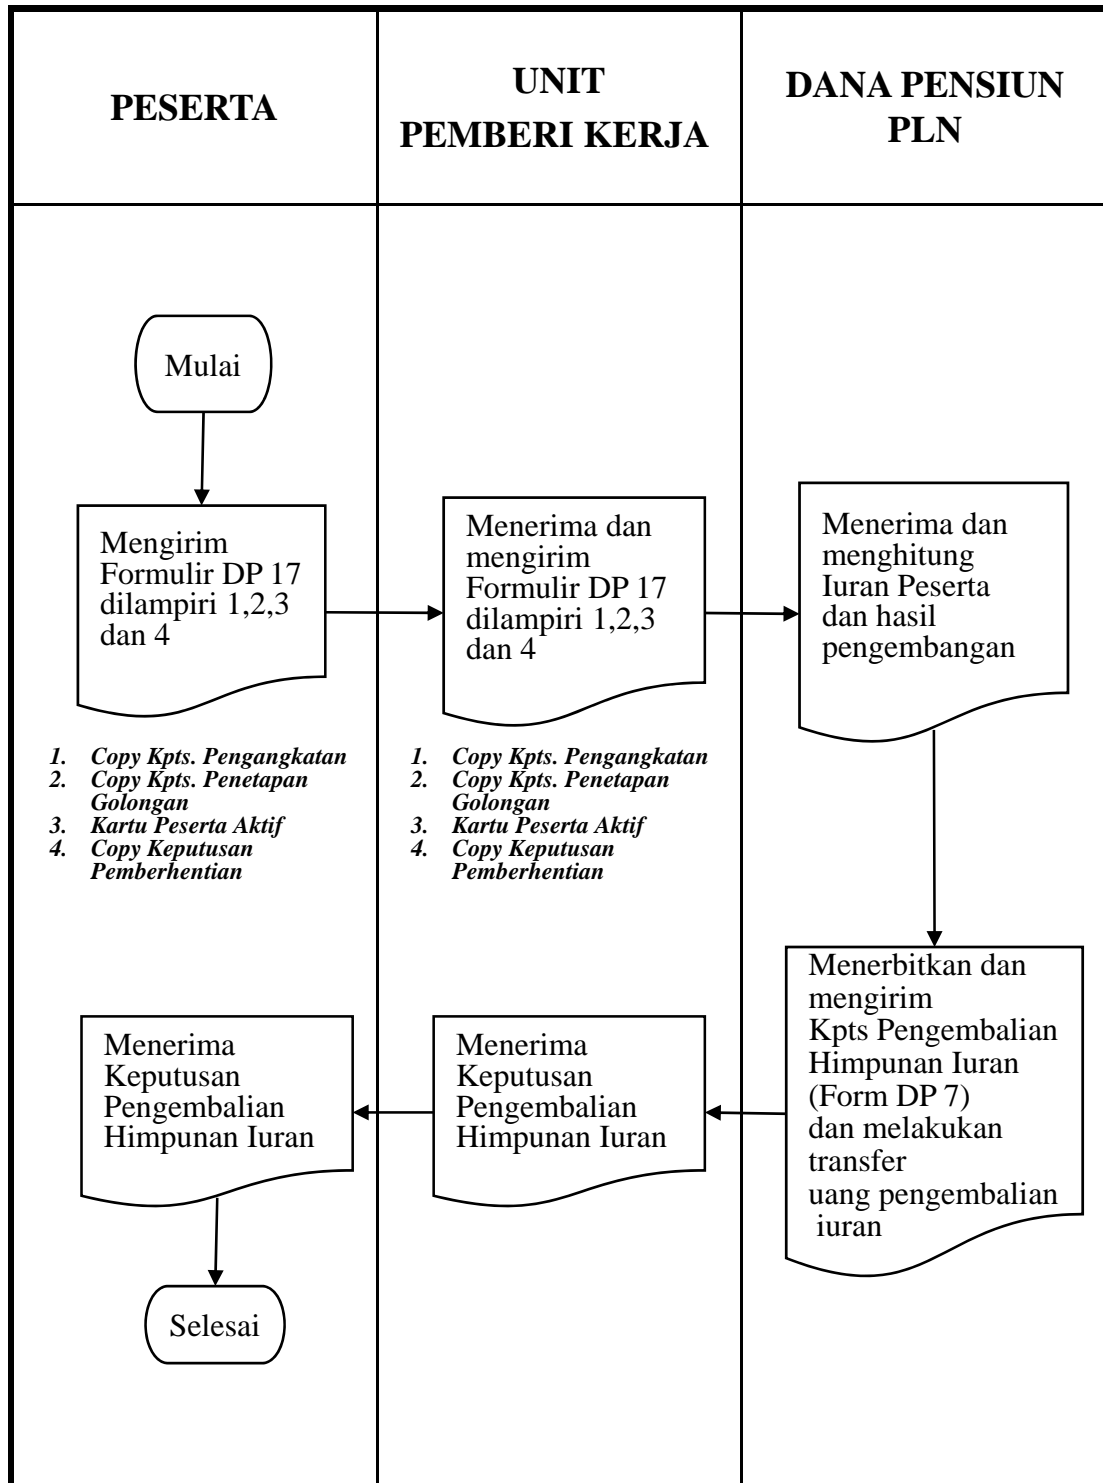 PESERTA
UNIT
PEMBERI KERJA
DANA PENSIUN
PLN
Mulai
Mengirim
Formulir DP 17
dilampiri 1,2,3
dan 4
Menerima dan
mengirim
Formulir DP 17
dilampiri 1,2,3
dan 4
Menerima dan
menghitung
Iuran Peserta
dan hasil
pengembangan
1. Copy Kpts. Pengangkatan
2. Copy Kpts. Penetapan
Golongan
3. Kartu Peserta Aktif
4. Copy Keputusan
Pemberhentian
1. Copy Kpts. Pengangkatan
2. Copy Kpts. Penetapan
Golongan
3. Kartu Peserta Aktif
4. Copy Keputusan
Pemberhentian
Menerbitkan dan
mengirim
Kpts Pengembalian
Himpunan Iuran
(Form DP 7)
dan melakukan
transfer
uang pengembalian
iuran
Menerima
Keputusan
Pengembalian
Himpunan Iuran
Menerima
Keputusan
Pengembalian
Himpunan Iuran
Selesai